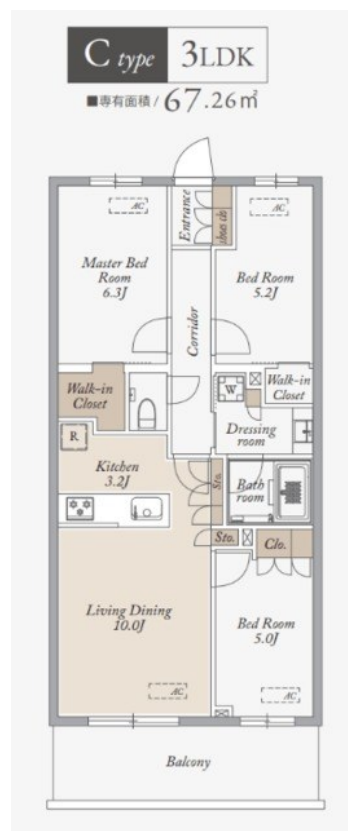 C type 3LDK
■専有面積 / 67.26㎡
AC
AC
Entrance
shoes cb
Master Bed
Room
6.3J
Bed Room
5.2J
Corridor
Walk-in
Closet
W
Walk-in
Closet
Dressing
room
R
Kitchen
3.2J
Sto.
Bath
room
Sto.
Clo.
Living Dining
10.0J
Bed Room
5.0J
AC
AC
Balcony